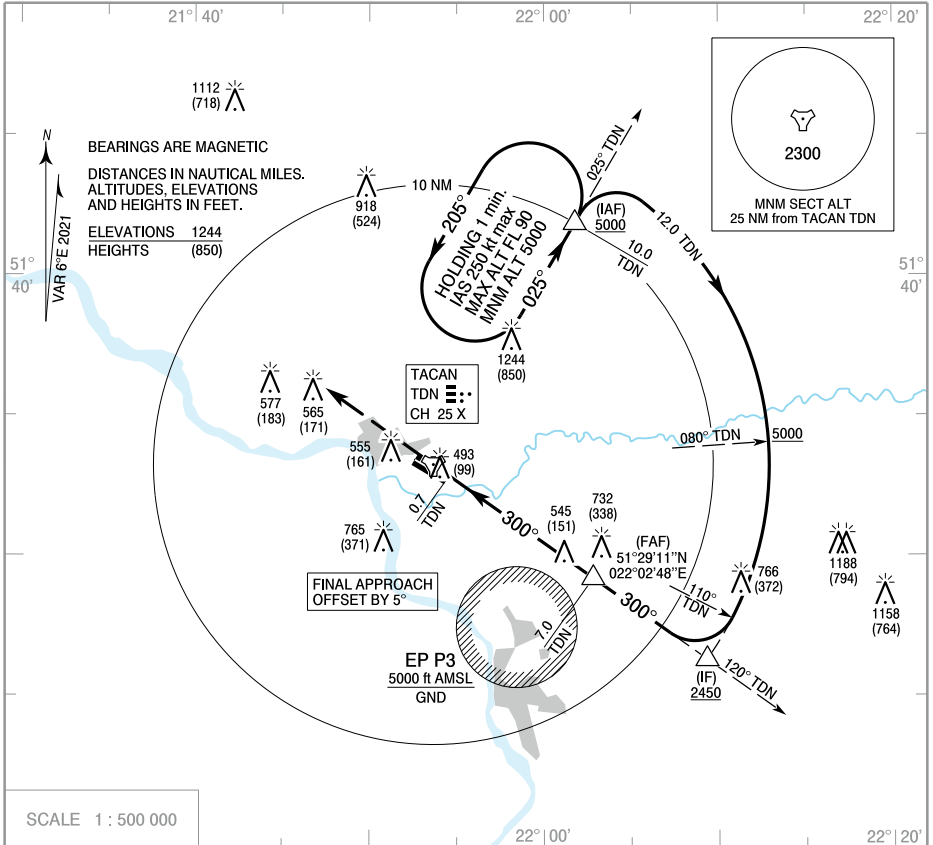 21° 40'
22° 00'
22° 20'
1112
(718)
N
VAR 6°E 2021
BEARINGS ARE MAGNETIC
DISTANCES IN NAUTICAL MILES.
ALTITUDES, ELEVATIONS
AND HEIGHTS IN FEET.
ELEVATIONS 1244
HEIGHTS (850)
918
(524)
10 NM
205°
HOLDING 1 min.
IAS 250 kt max
MAX ALT FL 90
MNM ALT 5000
025°
025° TDN
(IAF)
5000
10.0
TDN
12.0 TDN
2300
MNM SECT ALT
25 NM from TACAN TDN
51°
40'
51°
40'
1244
(850)
TACAN
TDN
CH 25 X
577
(183)
565
(171)
555
(161)
493
(99)
0.7
TDN
080° TDN
5000
765
(371)
300°
545
(151)
732
(338)
(FAF)
51°29'11"N
022°02'48"E
1188
(794)
766
(372)
1158
(764)
FINAL APPROACH
OFFSET BY 5°
110°
TDN
300°
7.0
TDN
EP P3
5000 ft AMSL
GND
(IF)
2450
120° TDN
SCALE 1 : 500 000
22° 00'
22° 20'